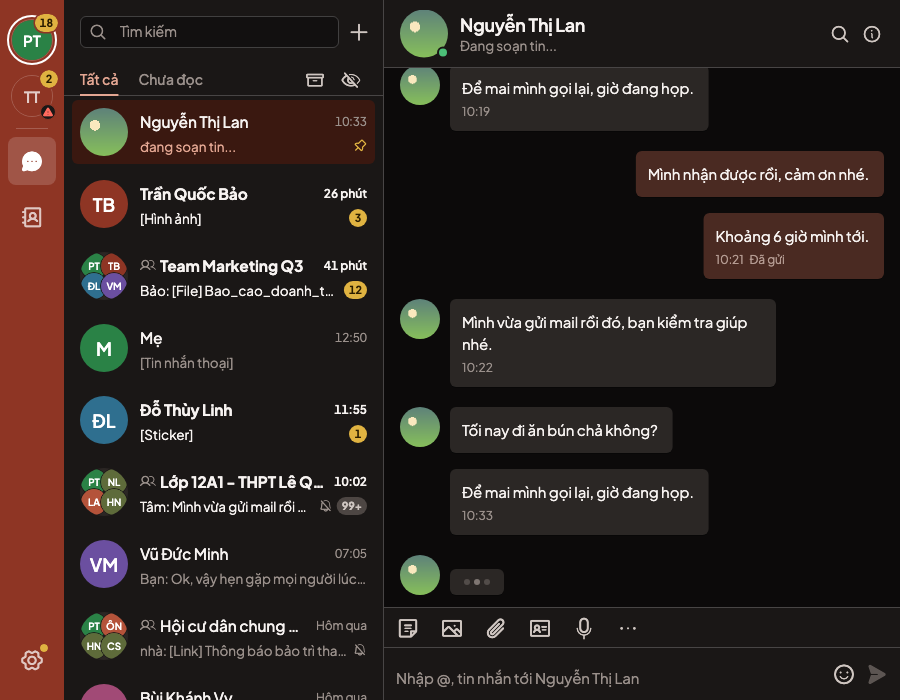 PT
18
TT
2
Tìm kiếm
Tất cả
Chưa đọc
Nguyễn Thị Lan
10:33
đang soạn tin...
TB
Trần Quốc Bảo
26 phút
[Hình ảnh]
3
PT TB ĐL VM
Team Marketing Q3
41 phút
Bảo: [File] Bao_cao_doanh_t...
12
M
Mẹ
12:50
[Tin nhắn thoại]
ĐL
Đỗ Thùy Linh
11:55
[Sticker]
1
PT NL LA HN
Lớp 12A1 - THPT Lê Q...
10:02
Tâm: Mình vừa gửi mail rồi ...
99+
VM
Vũ Đức Minh
07:05
Bạn: Ok, vậy hẹn gặp mọi người lúc...
PT ÔN HN CS
Hội cư dân chung ...
Hôm qua
nhà: [Link] Thông báo bảo trì tha...
Bùi Khánh Vy
Hôm qua
Nguyễn Thị Lan
Đang soạn tin...
Để mai mình gọi lại, giờ đang họp.
10:19
Mình nhận được rồi, cảm ơn nhé.
Khoảng 6 giờ mình tới.
10:21 Đã gửi
Mình vừa gửi mail rồi đó, bạn kiểm tra giúp
nhé.
10:22
Tối nay đi ăn bún chả không?
Để mai mình gọi lại, giờ đang họp.
10:33
Nhập @, tin nhắn tới Nguyễn Thị Lan